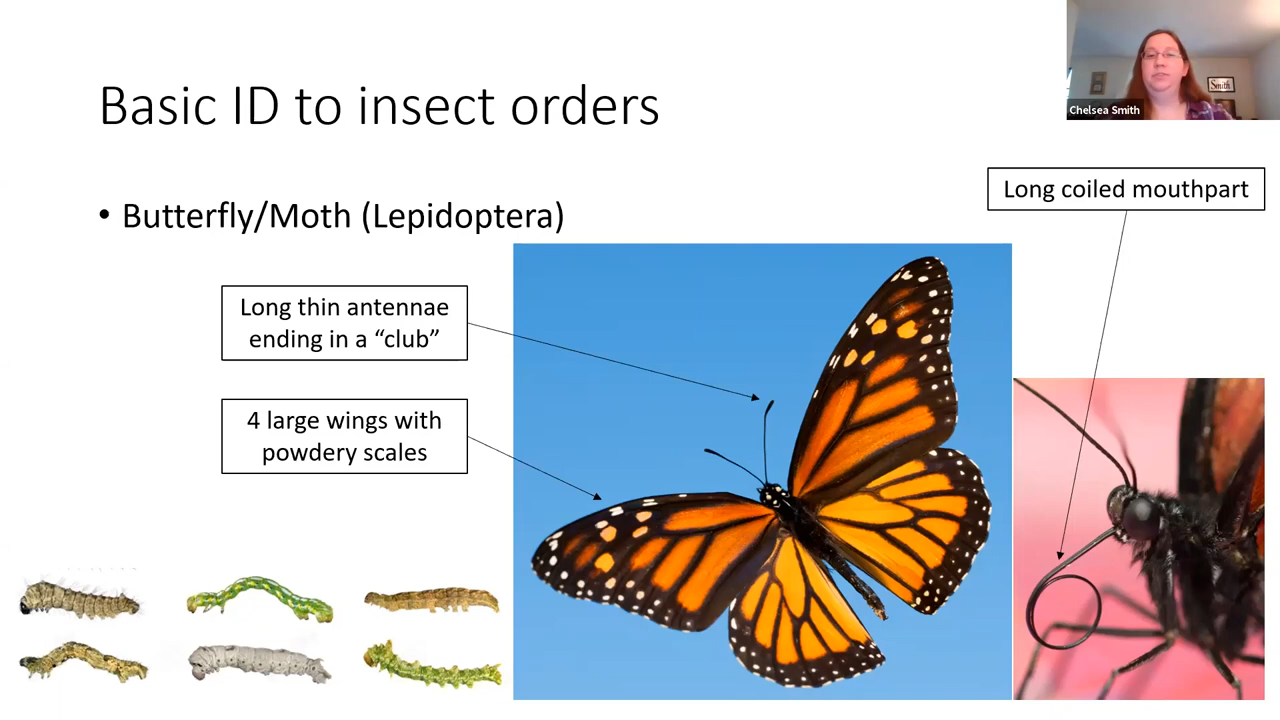 Basic ID to insect orders
Smith
Chelsea Smith
Long coiled mouthpart
• Butterfly/Moth (Lepidoptera)
Long thin antennae
ending in a “club”
4 large wings with
powdery scales